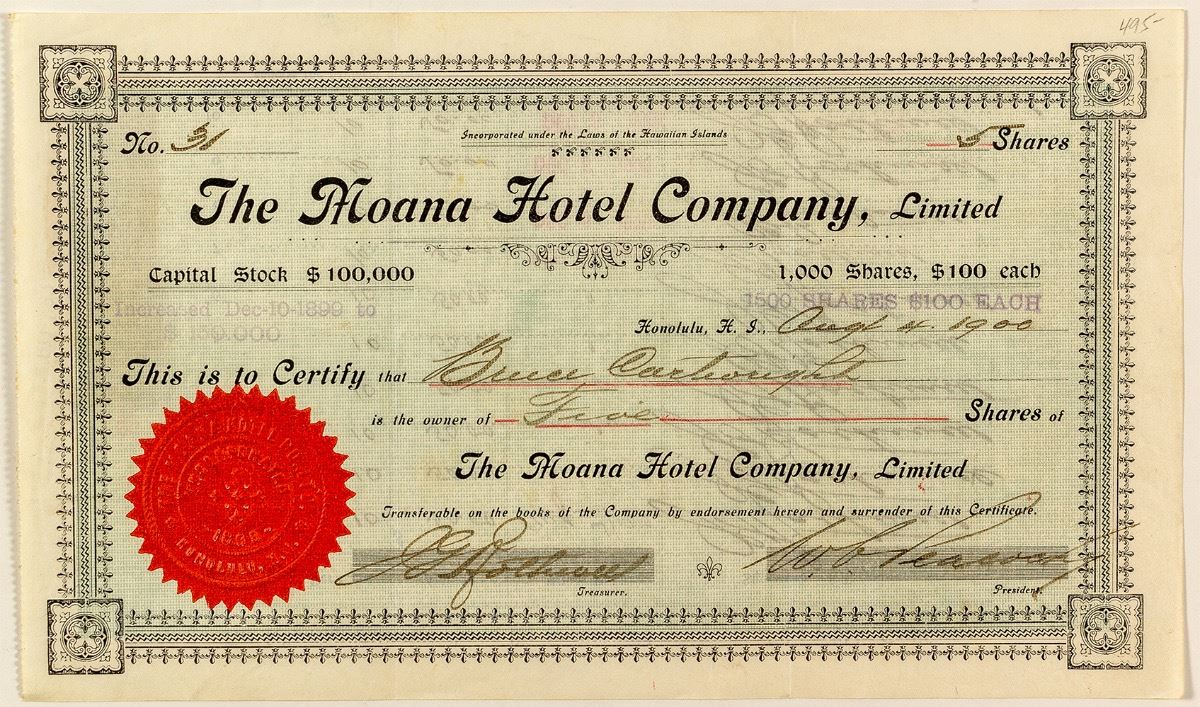 495-
No. 31
Incorporated under the Laws of the Hawaiian Islands
5 Shares
The Moana Hotel Company, Limited
Capital Stock $100,000
1,000 Shares, $100 each
Increased Dec-10-1899 to
1500 SHARES $100 EACH
Honolulu, H. I., Aug 4. 1900
This is to Certify that Bruce Cartwright
is the owner of Five Shares of
The Moana Hotel Company, Limited
Transferable on the books of the Company by endorsement hereon and surrender of this Certificate.
Treasurer.
President.
HONOLULU, H.I.